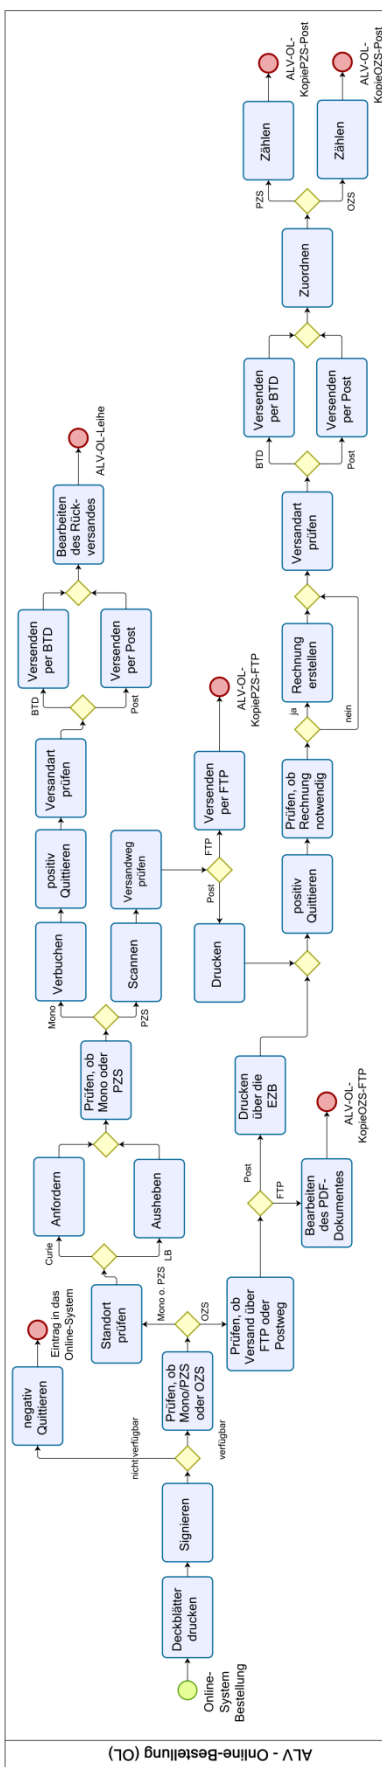 ALV - Online-Bestellung (OL)
Online-
System
Bestellung
Deckblätter
drucken
Signieren
nicht verfügbar
verfügbar
negativ
Quittieren
Eintrag in das
Online-System
Prüfen, ob
Mono/PZS
oder OZS
Mono o. PZS
OZS
Standort
prüfen
Curie
LB
Anfordern
Ausheben
Prüfen, ob
Mono oder
PZS
Mono
PZS
Verbuchen
positiv
Quittieren
Versandart
prüfen
BTD
Post
Versenden
per BTD
Versenden
per Post
Bearbeiten
des Rück-
versandes
ALV-OL-Leihe
Scannen
Versandweg
prüfen
Post
FTP
Drucken
Versenden
per FTP
ALV-OL-
KopiePZS-FTP
Prüfen, ob
Versand über
FTP oder
Postweg
Post
FTP
Drucken
über die
EZB
Bearbeiten
des PDF-
Dokumentes
ALV-OL-
KopieOZS-FTP
positiv
Quittieren
Prüfen, ob
Rechnung
notwendig
ja
nein
Rechnung
erstellen
Versandart
prüfen
BTD
Post
Versenden
per BTD
Versenden
per Post
Zuordnen
PZS
OZS
Zählen
ALV-OL-
KopiePZS-Post
Zählen
ALV-OL-
KopieOZS-Post